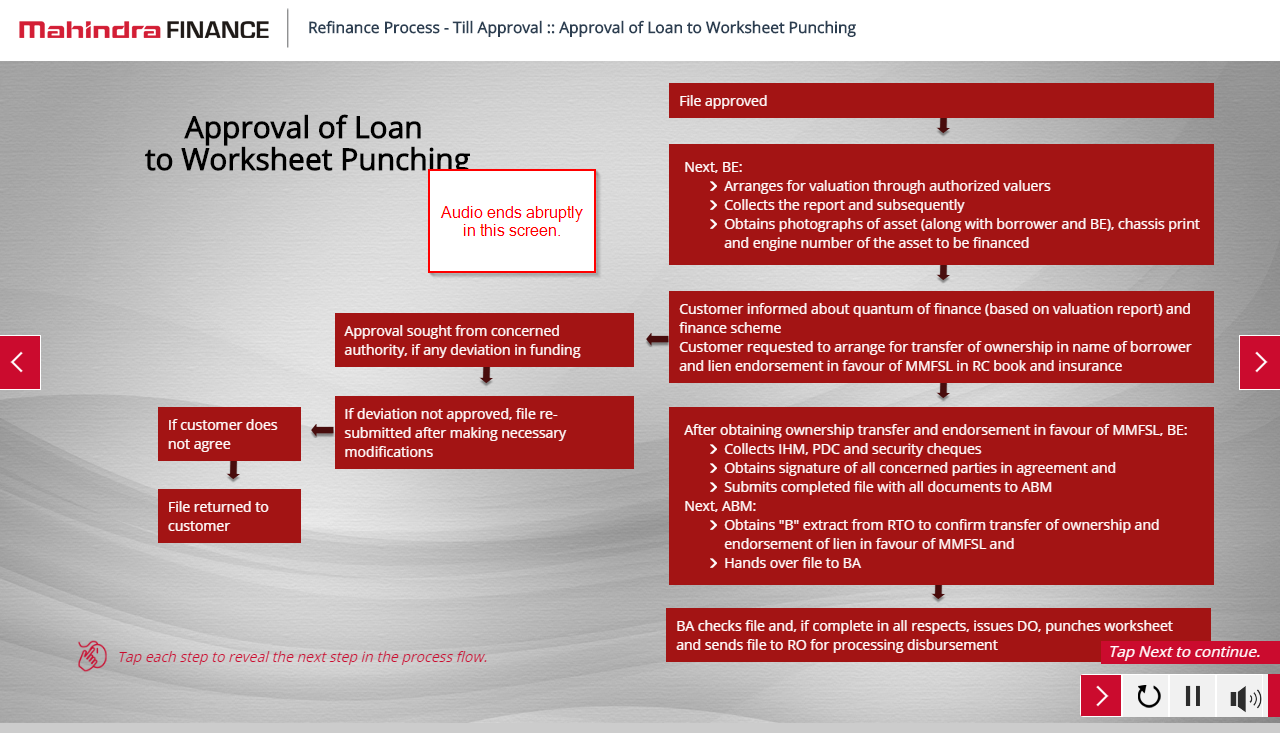 Mahindra FINANCE
Refinance Process - Till Approval :: Approval of Loan to Worksheet Punching
Approval of Loan
to Worksheet Punching
Audio ends abruptly
in this screen.
File approved
Next, BE:
Arranges for valuation through authorized valuers
Collects the report and subsequently
Obtains photographs of asset (along with borrower and BE), chassis print
and engine number of the asset to be financed
Customer informed about quantum of finance (based on valuation report) and
finance scheme
Customer requested to arrange for transfer of ownership in name of borrower
and lien endorsement in favour of MMFSL in RC book and insurance
Approval sought from concerned
authority, if any deviation in funding
If deviation not approved, file re-
submitted after making necessary
modifications
If customer does
not agree
File returned to
customer
After obtaining ownership transfer and endorsement in favour of MMFSL, BE:
Collects IHM, PDC and security cheques
Obtains signature of all concerned parties in agreement and
Submits completed file with all documents to ABM
Next, ABM:
Obtains "B" extract from RTO to confirm transfer of ownership and
endorsement of lien in favour of MMFSL and
Hands over file to BA
BA checks file and, if complete in all respects, issues DO, punches worksheet
and sends file to RO for processing disbursement
Tap each step to reveal the next step in the process flow.
Tap Next to continue.